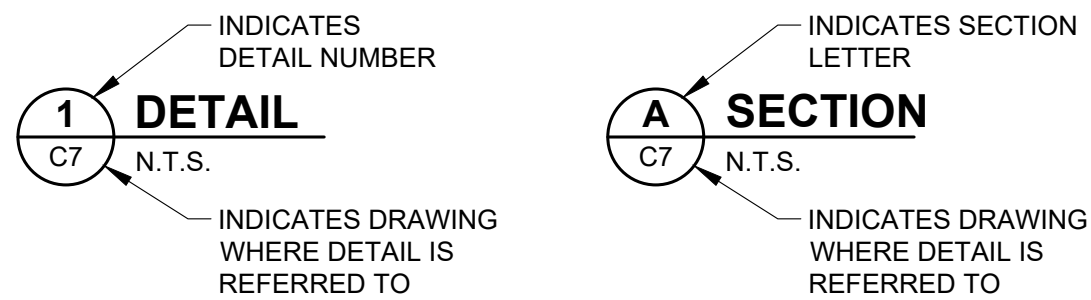 INDICATES
DETAIL NUMBER
1
DETAIL
C7
N.T.S.
INDICATES DRAWING
WHERE DETAIL IS
REFERRED TO
INDICATES SECTION
LETTER
A
SECTION
C7
N.T.S.
INDICATES DRAWING
WHERE DETAIL IS
REFERRED TO